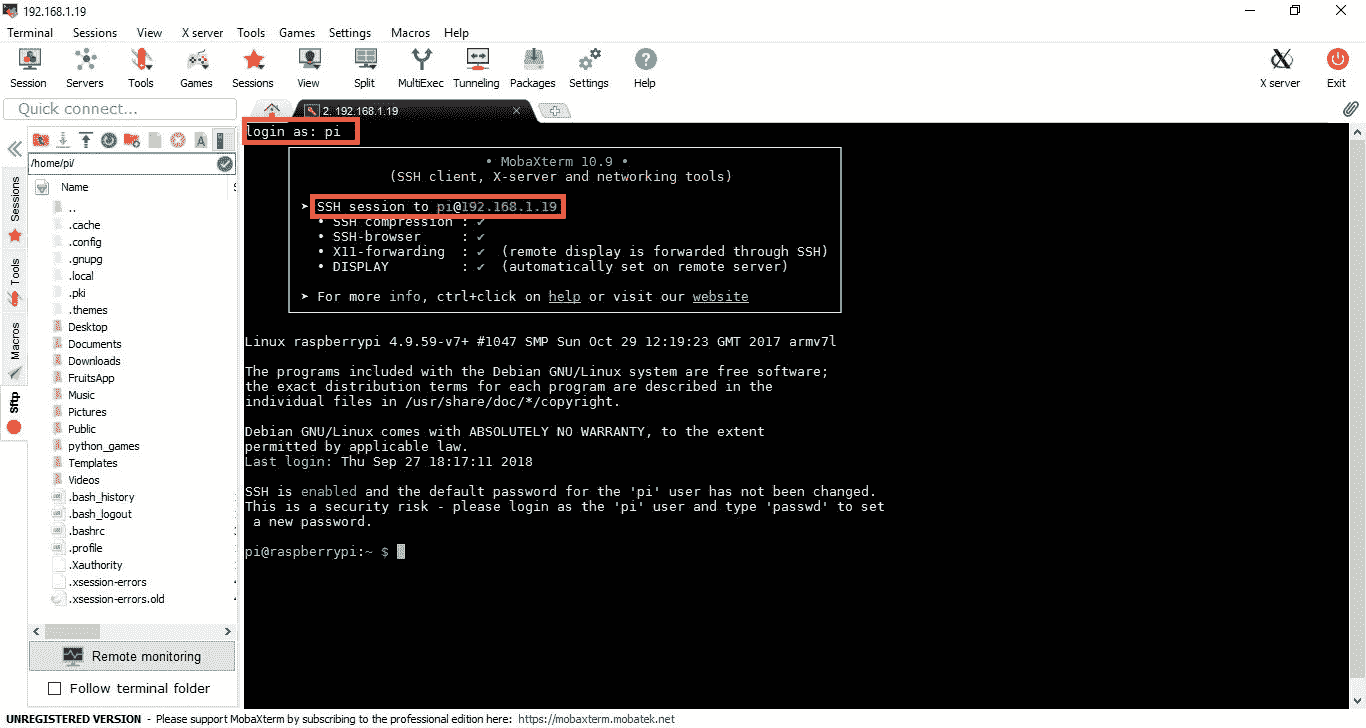 192.168.1.19
Terminal Sessions View X server Tools Games Settings Macros Help
Session Servers Tools Games Sessions View Split MultiExec Tunneling Packages Settings Help X server Exit
Quick connect...
2. 192.168.1.19
/home/pi/
Name
..
.cache
.config
.gnupg
.local
.pki
.themes
Desktop
Documents
Downloads
FruitsApp
Music
Pictures
Public
python_games
Templates
Videos
.bash_history
.bash_logout
.bashrc
.profile
.Xauthority
.xsession-errors
.xsession-errors.old
Remote monitoring
Follow terminal folder
Sessions
Tools
Macros
Sftp
login as: pi
• MobaXterm 10.9 •
(SSH client, X-server and networking tools)
➤ SSH session to pi@192.168.1.19
• SSH compression : ✔
• SSH-browser : ✔
• X11-forwarding : ✔ (remote display is forwarded through SSH)
• DISPLAY : ✔ (automatically set on remote server)
➤ For more info, ctrl+click on help or visit our website
Linux raspberrypi 4.9.59-v7+ #1047 SMP Sun Oct 29 12:19:23 GMT 2017 armv7l
The programs included with the Debian GNU/Linux system are free software;
the exact distribution terms for each program are described in the
individual files in /usr/share/doc/*/copyright.
Debian GNU/Linux comes with ABSOLUTELY NO WARRANTY, to the extent
permitted by applicable law.
Last login: Thu Sep 27 18:17:11 2018
SSH is enabled and the default password for the 'pi' user has not been changed.
This is a security risk - please login as the 'pi' user and type 'passwd' to set
a new password.
pi@raspberrypi:~ $
UNREGISTERED VERSION - Please support MobaXterm by subscribing to the professional edition here: https://mobaxterm.mobatek.net